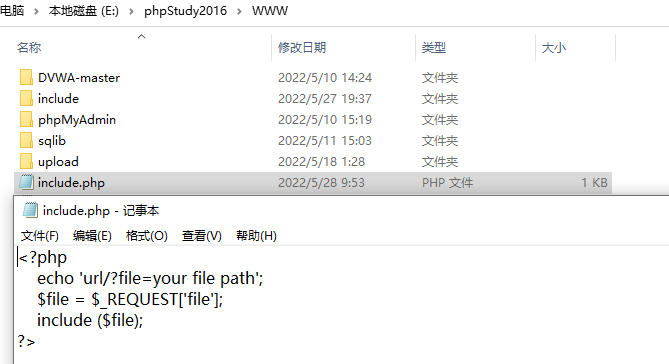 电脑 > 本地磁盘 (E:) > phpStudy2016 > WWW
名称 修改日期 类型 大小
DVWA-master 2022/5/10 14:24 文件夹
include 2022/5/27 19:37 文件夹
phpMyAdmin 2022/5/10 15:19 文件夹
sqlib 2022/5/11 15:03 文件夹
upload 2022/5/18 1:28 文件夹
include.php 2022/5/28 9:53 PHP 文件 1 KB
include.php - 记事本
文件(F) 编辑(E) 格式(O) 查看(V) 帮助(H)
<?php
echo 'url/?file=your file path';
$file = $_REQUEST['file'];
include ($file);
?>